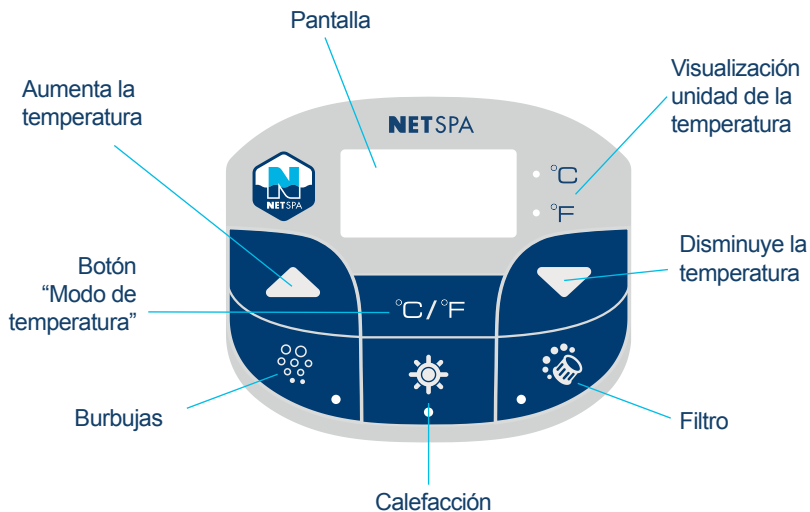 Pantalla
Aumenta la
temperatura
Visualización
unidad de la
temperatura
NETSPA
N
NETSPA
°C
°F
Botón
“Modo de
temperatura”
Disminuye la
temperatura
°C/°F
Burbujas
Filtro
Calefacción